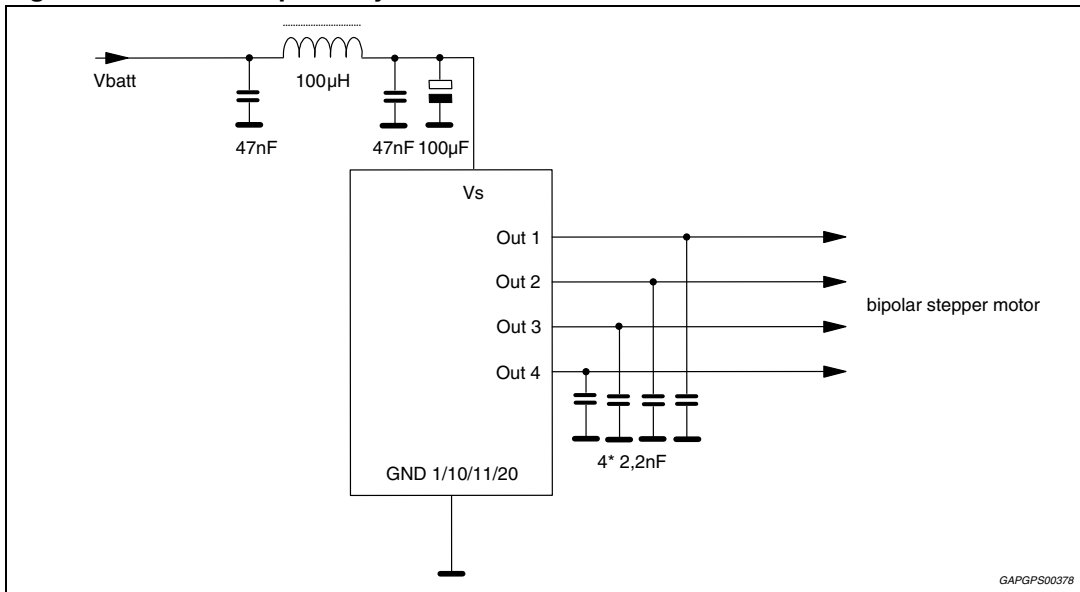 Vbatt
100µH
47nF
47nF 100µF
Vs
Out 1
Out 2
Out 3
Out 4
bipolar stepper motor
4* 2,2nF
GND 1/10/11/20
GAPGPS00378